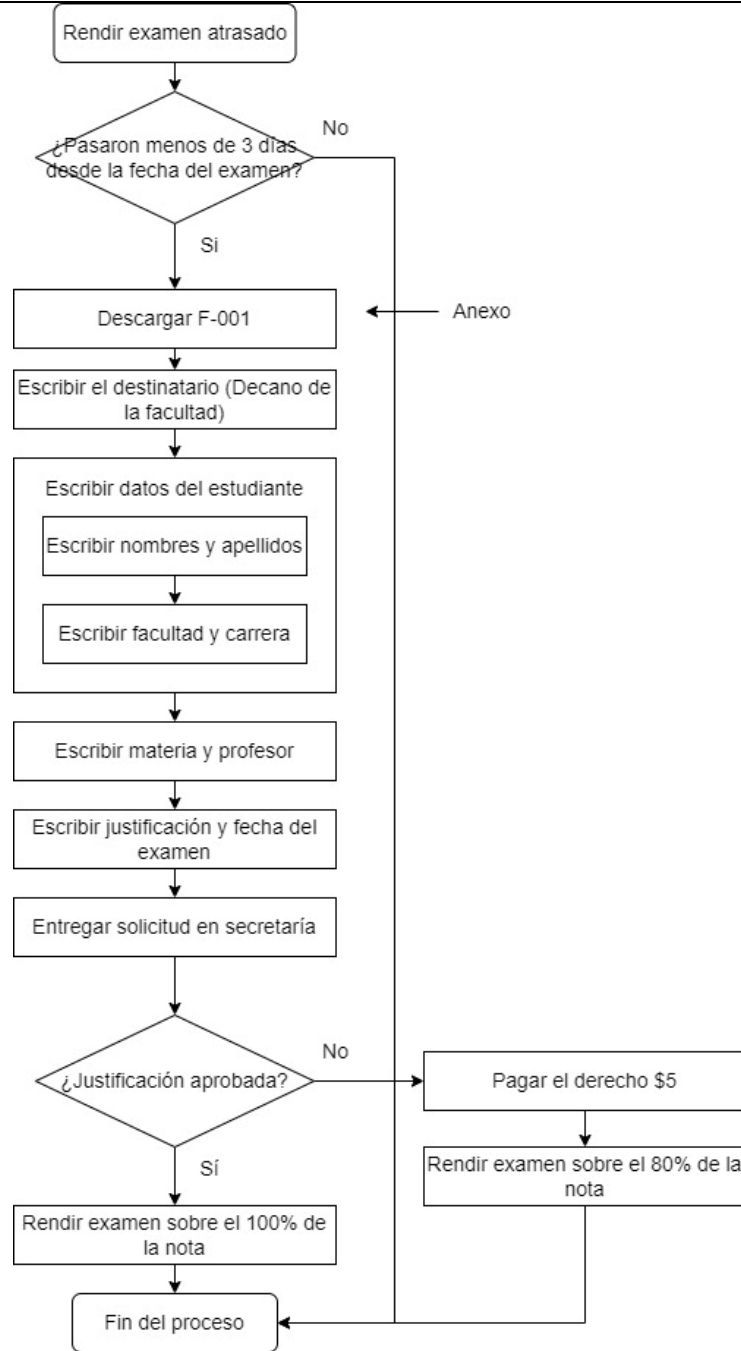 Rendir examen atrasado
No
¿Pasaron menos de 3 días
desde la fecha del examen?
Si
Descargar F-001
Anexo
Escribir el destinatario (Decano de
la facultad)
Escribir datos del estudiante
Escribir nombres y apellidos
Escribir facultad y carrera
Escribir materia y profesor
Escribir justificación y fecha del
examen
Entregar solicitud en secretaría
No
¿Justificación aprobada?
Pagar el derecho $5
Sí
Rendir examen sobre el 80% de la
nota
Rendir examen sobre el 100% de
la nota
Fin del proceso